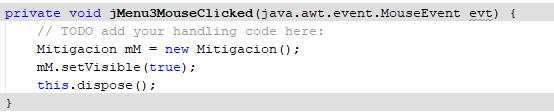 private void jMenu3MouseClicked(java.awt.event.MouseEvent evt) {
// TODO add your handling code here:
Mitigacion mM = new Mitigacion();
mM.setVisible(true);
this.dispose();
}